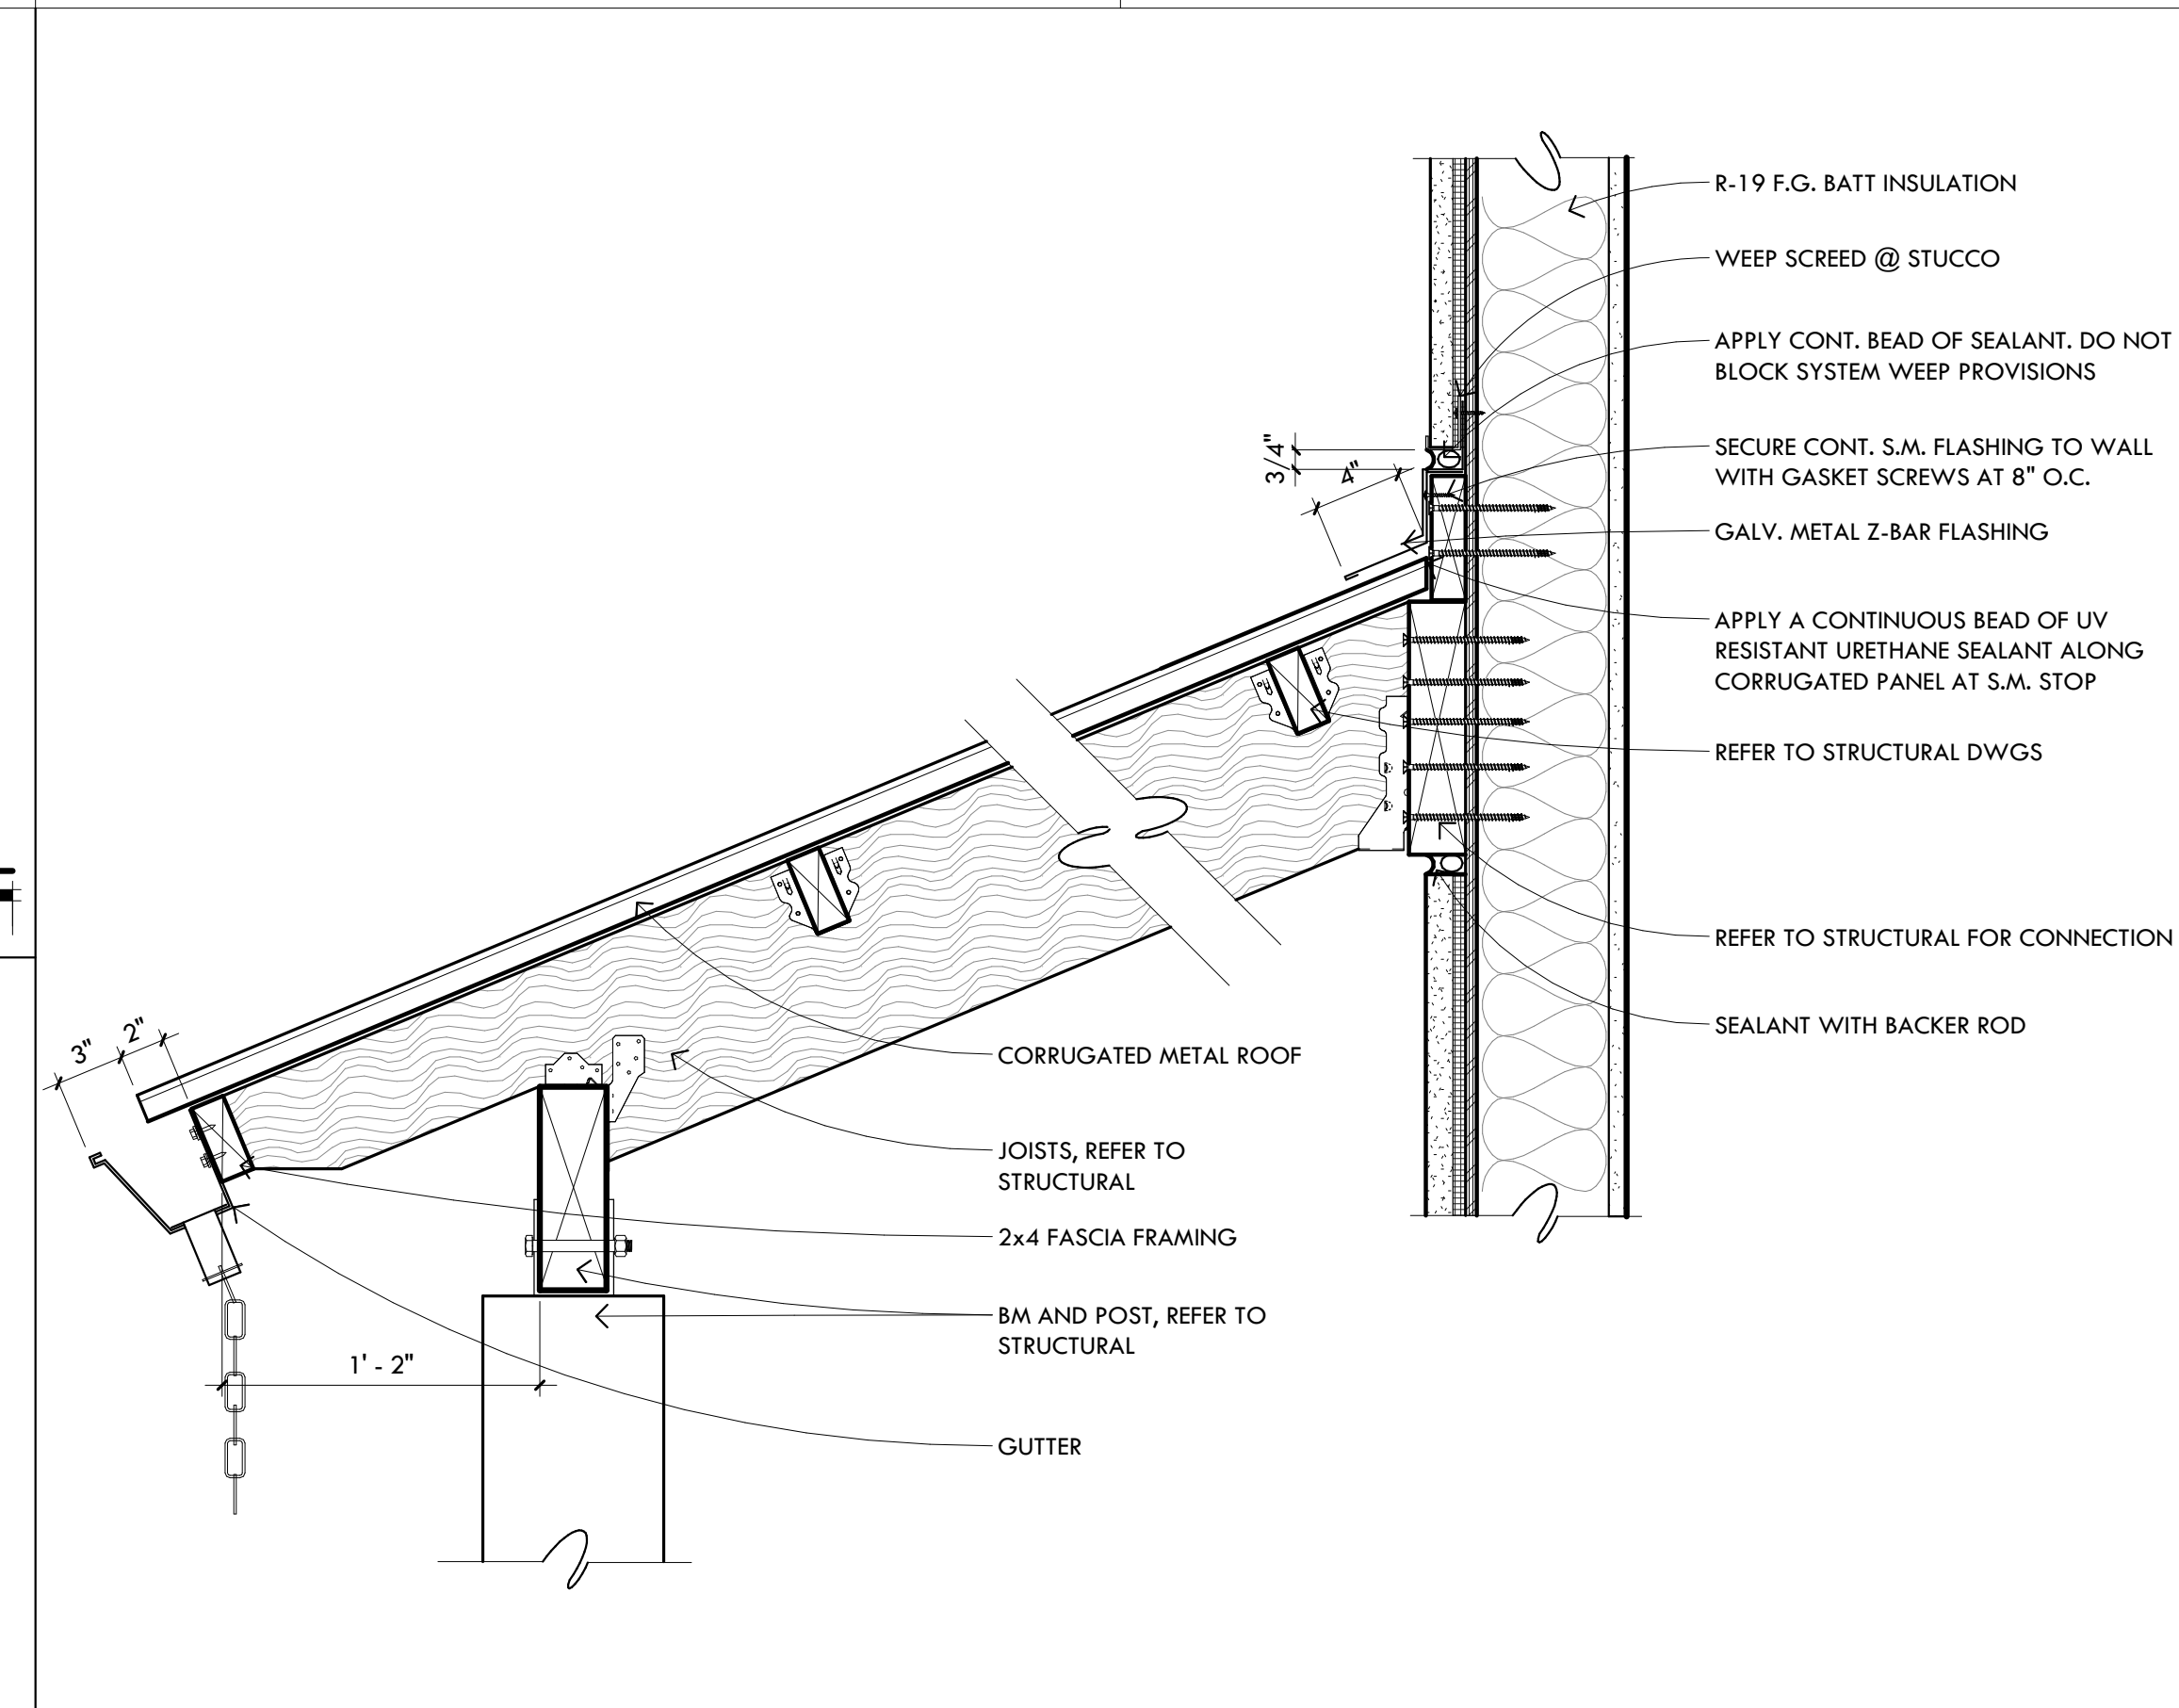 R-19 F.G. BATT INSULATION
WEEP SCREED @ STUCCO
APPLY CONT. BEAD OF SEALANT. DO NOT
BLOCK SYSTEM WEEP PROVISIONS
3/4"
4"
SECURE CONT. S.M. FLASHING TO WALL
WITH GASKET SCREWS AT 8" O.C.
GALV. METAL Z-BAR FLASHING
APPLY A CONTINUOUS BEAD OF UV
RESISTANT URETHANE SEALANT ALONG
CORRUGATED PANEL AT S.M. STOP
REFER TO STRUCTURAL DWGS
REFER TO STRUCTURAL FOR CONNECTION
SEALANT WITH BACKER ROD
3"
2"
CORRUGATED METAL ROOF
JOISTS, REFER TO
STRUCTURAL
2x4 FASCIA FRAMING
BM AND POST, REFER TO
STRUCTURAL
1' - 2"
GUTTER